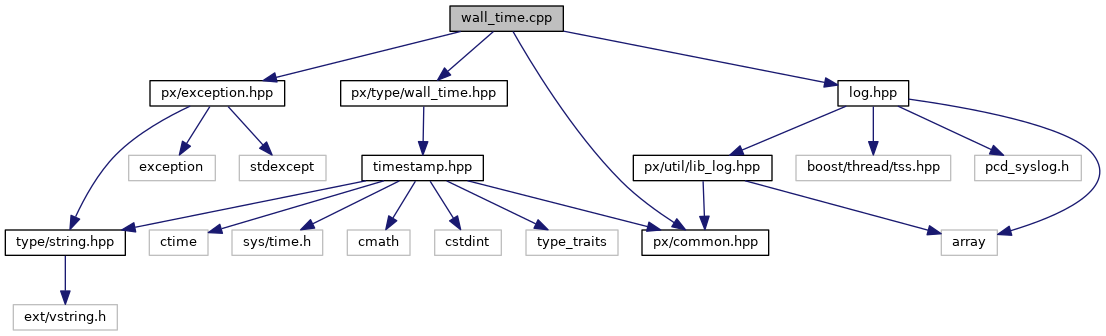 wall_time.cpp
px/exception.hpp
px/type/wall_time.hpp
log.hpp
exception
stdexcept
timestamp.hpp
px/util/lib_log.hpp
boost/thread/tss.hpp
pcd_syslog.h
type/string.hpp
ctime
sys/time.h
cmath
cstdint
type_traits
px/common.hpp
array
ext/vstring.h